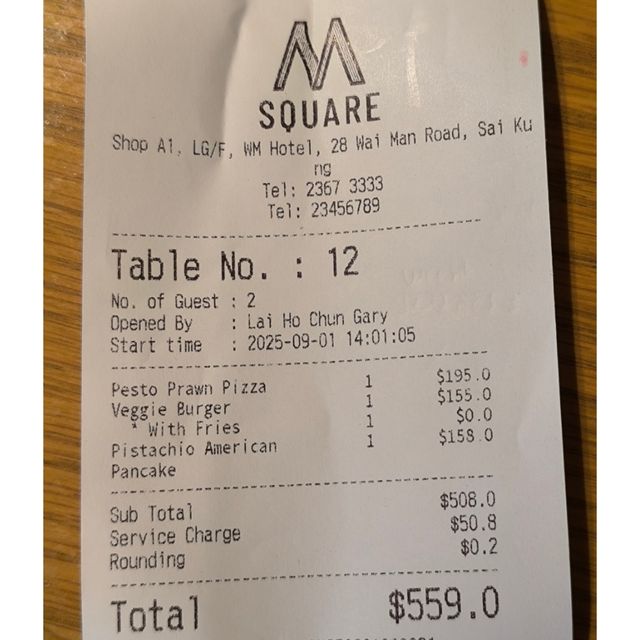 M
SQUARE
Shop A1, LG/F, WM Hotel, 28 Wai Man Road, Sai Ku
ng
Tel: 2367 3333
Tel: 23456789
Table No. : 12
No. of Guest : 2
Opened By : Lai Ho Chun Gary
Start time : 2025-09-01 14:01:05
Pesto Prawn Pizza 1 $195.0
Veggie Burger 1 $155.0
* With Fries 1 $0.0
Pistachio American 1 $158.0
Pancake
Sub Total $508.0
Service Charge $50.8
Rounding $0.2
Total $559.0